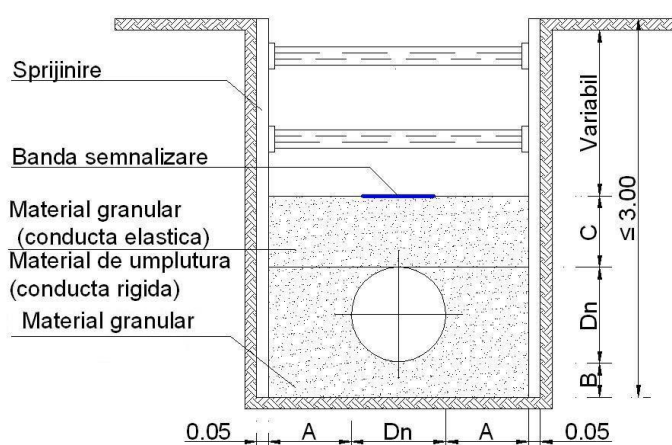 Sprijinire
Banda semnalizare
Material granular
(conducta elastica)
Material de umplutura
(conducta rigida)
Material granular
Variabil
C
Dn
B
≤ 3.00
0.05 A Dn A 0.05